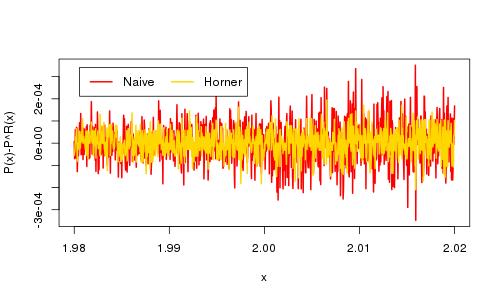 Naive Horner
P(x)-P^R(x)
2e-04
0e+00
-3e-04
1.98 1.99 2.00 2.01 2.02
x